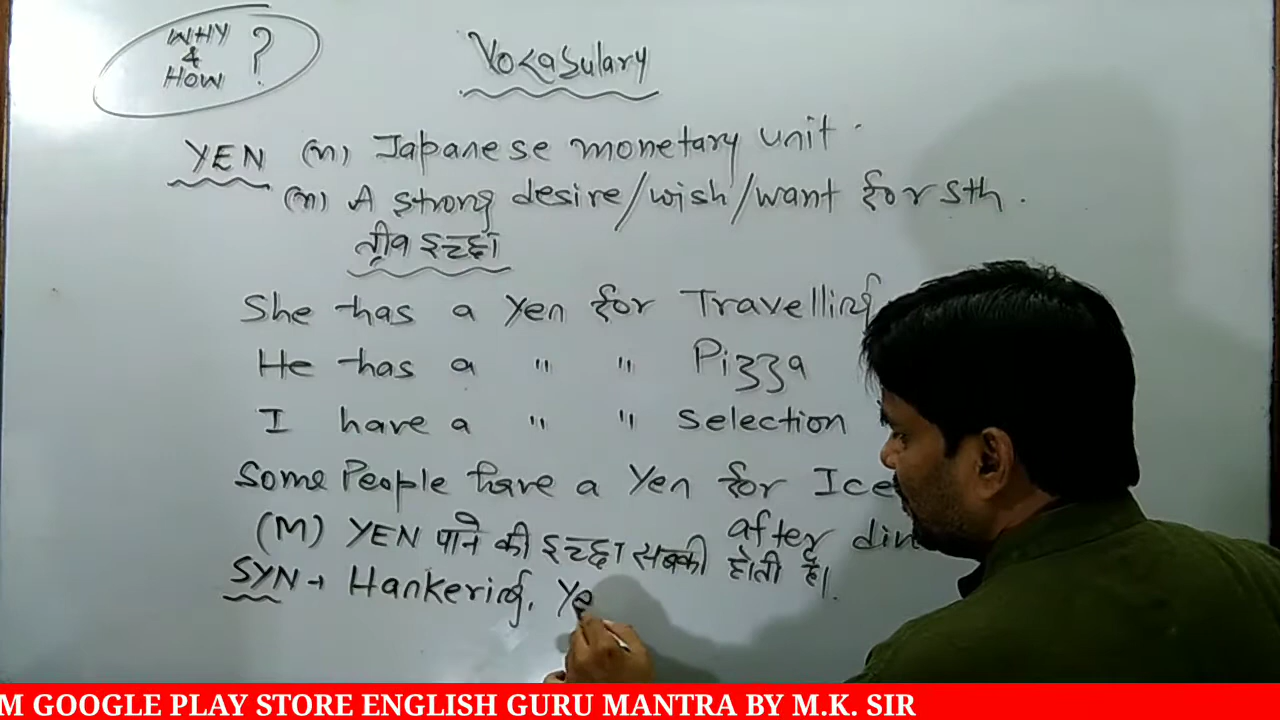 WHY
&
HOW ?
Vocabulary
YEN (n) Japanese monetary unit.
(n) A strong desire/wish/want for sth.
तीव्र इच्छा
She has a Yen for Travelling
He has a " " Pizza
I have a " " Selection
Some People have a Yen for Ice
after din
(M) YEN पाने की इच्छा सबकी होती है।
SYN → Hankering, Ye
M GOOGLE PLAY STORE ENGLISH GURU MANTRA BY M.K. SIR